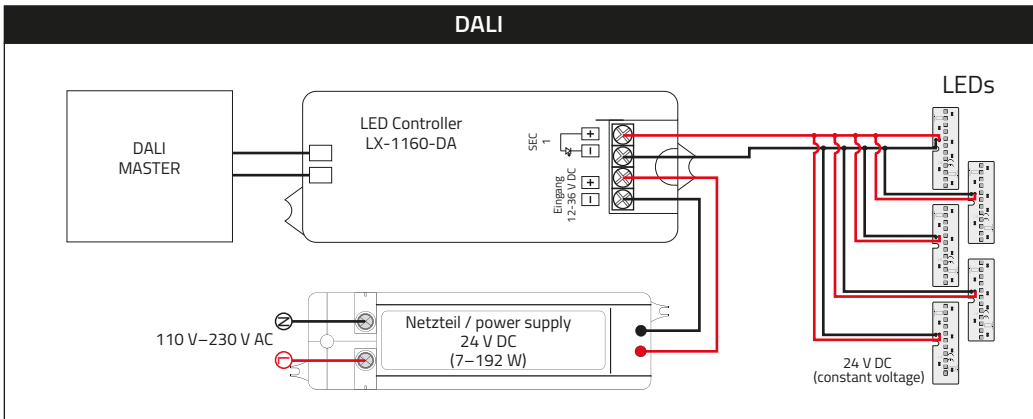 DALI
DALI
MASTER
LED Controller
LX-1160-DA
SEC
1
+
−
Eingang
12-36 V DC
+
−
LEDs
110 V–230 V AC
N
L
Netzteil / power supply
24 V DC
(7–192 W)
24 V DC
(constant voltage)